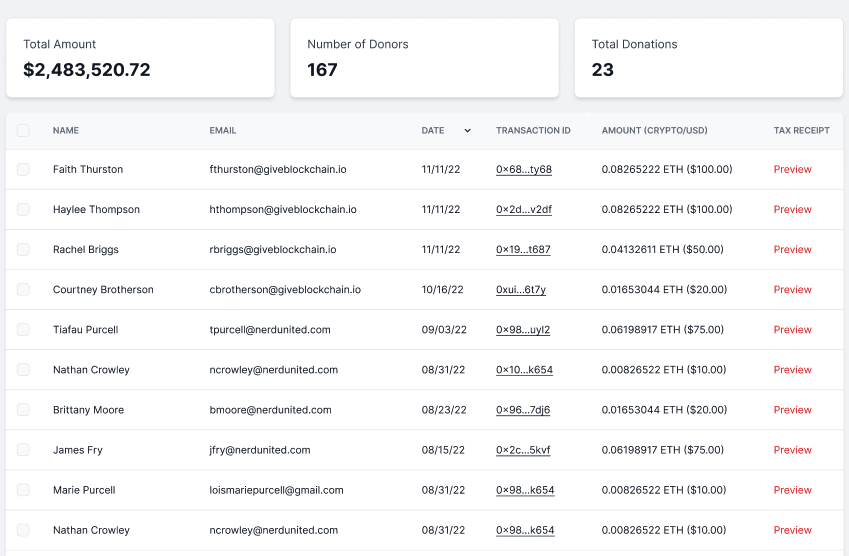 Total Amount Number of Donors Total Donations
$2,483,520.72 167 23
NAME EMAIL DATE TRANSACTION ID AMOUNT (CRYPTO/USD) TAX RECEIPT
Faith Thurston fthurston@giveblockchain.io 11/11/22 0×68...ty68 0.08265222 ETH ($100.00) Preview
Haylee Thompson hthompson@giveblockchain.io 11/11/22 0×2d...v2df 0.08265222 ETH ($100.00) Preview
Rachel Briggs rbriggs@giveblockchain.io 11/11/22 0×19...t687 0.04132611 ETH ($50.00) Preview
Courtney Brotherson cbrotherson@giveblockchain.io 10/16/22 0xui...6t7y 0.01653044 ETH ($20.00) Preview
Tiafau Purcell tpurcell@nerdunited.com 09/03/22 0×98...uyl2 0.06198917 ETH ($75.00) Preview
Nathan Crowley ncrowley@nerdunited.com 08/31/22 0×10...k654 0.00826522 ETH ($10.00) Preview
Brittany Moore bmoore@nerdunited.com 08/23/22 0×96...7dj6 0.01653044 ETH ($20.00) Preview
James Fry jfry@nerdunited.com 08/15/22 0×2c...5kvf 0.06198917 ETH ($75.00) Preview
Marie Purcell loismariepurcell@gmail.com 08/31/22 0×98...k654 0.00826522 ETH ($10.00) Preview
Nathan Crowley ncrowley@nerdunited.com 08/31/22 0×98...k654 0.00826522 ETH ($10.00) Preview